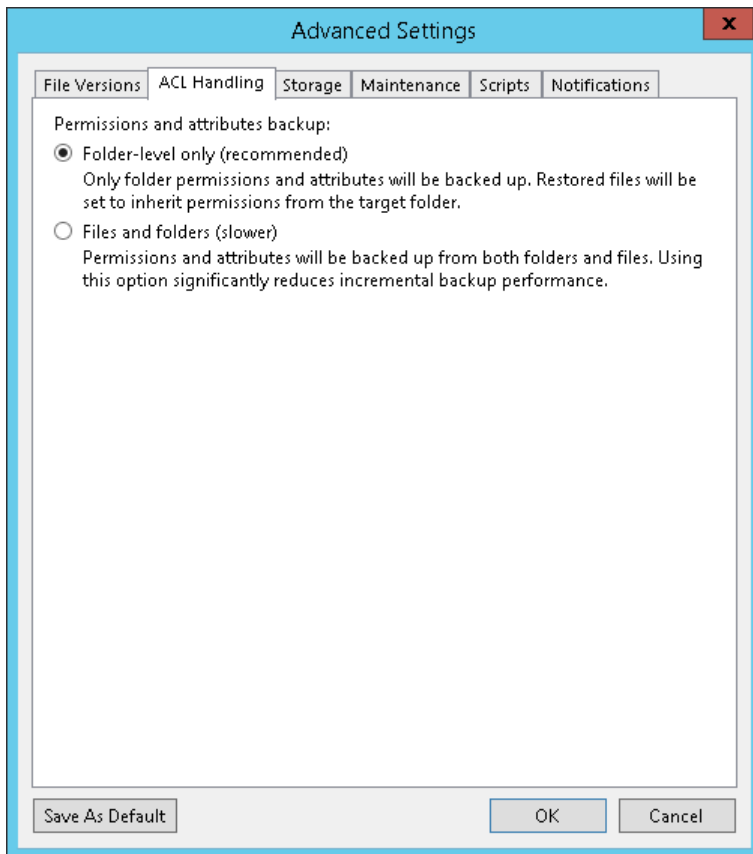 Advanced Settings
x
File Versions ACL Handling Storage Maintenance Scripts Notifications
Permissions and attributes backup:
Folder-level only (recommended)
Only folder permissions and attributes will be backed up. Restored files will be
set to inherit permissions from the target folder.
Files and folders (slower)
Permissions and attributes will be backed up from both folders and files. Using
this option significantly reduces incremental backup performance.
Save As Default OK Cancel